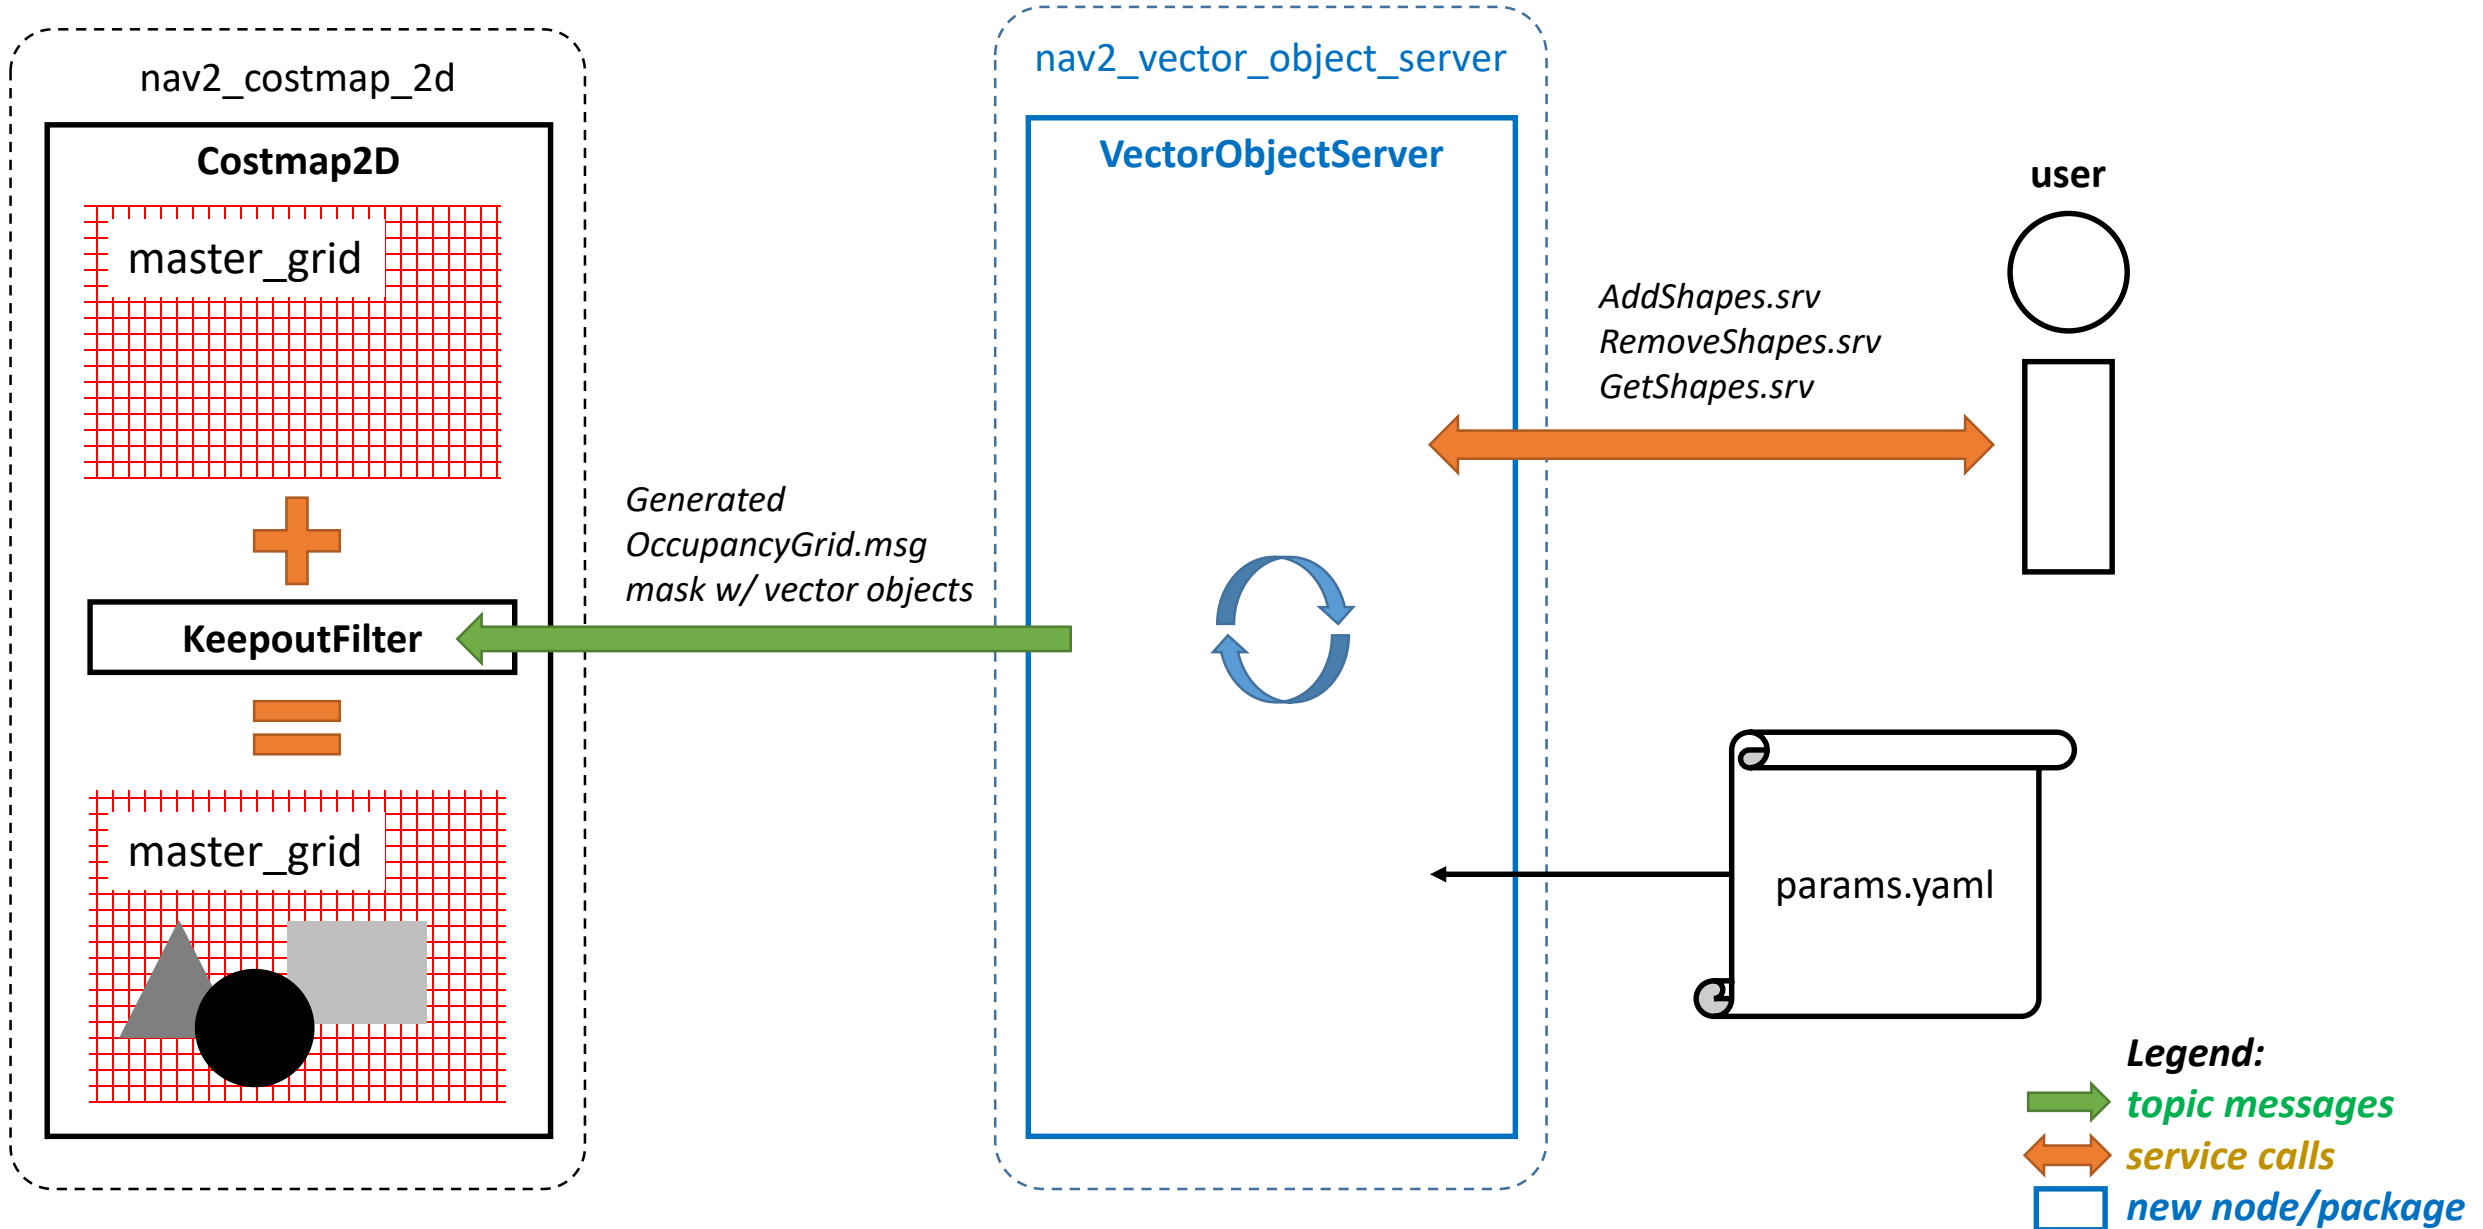 nav2_costmap_2d
Costmap2D
master_grid
KeepoutFilter
master_grid
Generated
OccupancyGrid.msg
mask w/ vector objects
nav2_vector_object_server
VectorObjectServer
AddShapes.srv
RemoveShapes.srv
GetShapes.srv
user
params.yaml
Legend:
topic messages
service calls
new node/package